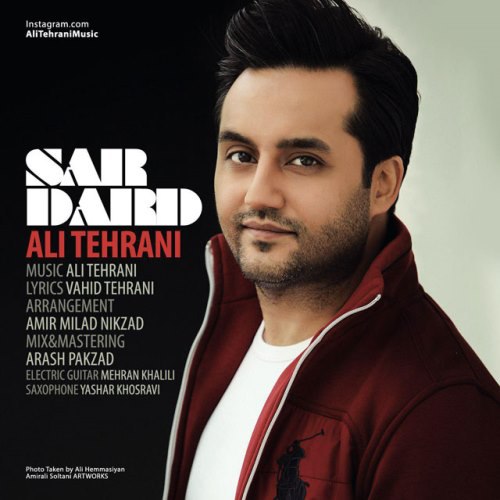 Instagram.com
AliTehraniMusic
SAR
DARD
ALI TEHRANI
MUSIC ALI TEHRANI
LYRICS VAHID TEHRANI
ARRANGEMENT
AMIR MILAD NIKZAD
MIX&MASTERING
ARASH PAKZAD
ELECTRIC GUITAR MEHRAN KHALILI
SAXOPHONE YASHAR KHOSRAVI
Photo Taken by Ali Hemmasiyan
Amirali Soltani ARTWORKS